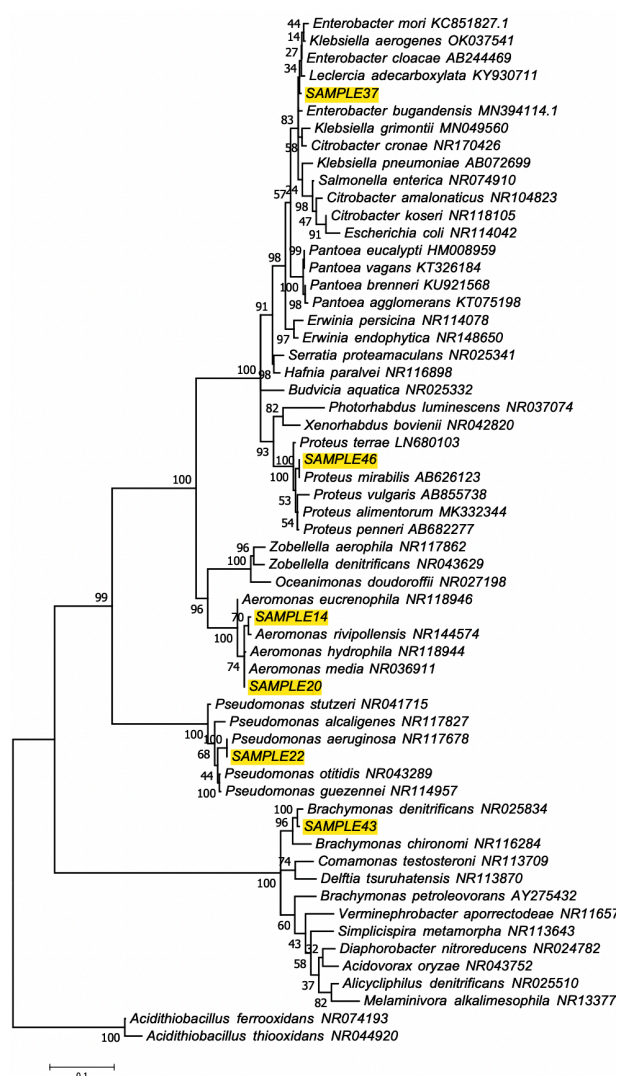 44 Enterobacter mori KC851827.1
14 Klebsiella aerogenes OK037541
27 Enterobacter cloacae AB244469
34 Leclercia adecarboxylata KY930711
SAMPLE37
Enterobacter bugandensis MN394114.1
83
Klebsiella grimontii MN049560
58 Citrobacter cronae NR170426
Klebsiella pneumoniae AB072699
Salmonella enterica NR074910
57 24
Citrobacter amalonaticus NR104823
98
Citrobacter koseri NR118105
47
91 Escherichia coli NR114042
99 Pantoea eucalypti HM008959
98
Pantoea vagans KT326184
100 Pantoea brenneri KU921568
98 Pantoea agglomerans KT075198
91
Erwinia persicina NR114078
97 Erwinia endophytica NR148650
Serratia proteamaculans NR025341
100 98 Hafnia paralvei NR116898
Budvicia aquatica NR025332
82 Photorhabdus luminescens NR037074
Xenorhabdus bovienii NR042820
93 Proteus terrae LN680103
100 SAMPLE46
100 Proteus mirabilis AB626123
100
Proteus vulgaris AB855738
53
Proteus alimentorum MK332344
54 Proteus penneri AB682277
96 Zobellella aerophila NR117862
100 Zobellella denitrificans NR043629
Oceanimonas doudoroffii NR027198
99
96 Aeromonas eucrenophila NR118946
70 SAMPLE14
100 Aeromonas rivipollensis NR144574
Aeromonas hydrophila NR118944
74 Aeromonas media NR036911
SAMPLE20
Pseudomonas stutzeri NR041715
Pseudomonas alcaligenes NR117827
100 100 Pseudomonas aeruginosa NR117678
68 SAMPLE22
44 Pseudomonas otitidis NR043289
100 Pseudomonas guezennei NR114957
100 Brachymonas denitrificans NR025834
96 SAMPLE43
Brachymonas chironomi NR116284
74 Comamonas testosteroni NR113709
100 Delftia tsuruhatensis NR113870
Brachymonas petroleovorans AY275432
60 Verminephrobacter aporrectodeae NR11657
Simplicispira metamorpha NR113643
43 32 Diaphorobacter nitroreducens NR024782
58 Acidovorax oryzae NR043752
37 Alicycliphilus denitrificans NR025510
82 Melaminivora alkalimesophila NR13377
Acidithiobacillus ferrooxidans NR074193
100 Acidithiobacillus thiooxidans NR044920
0.1